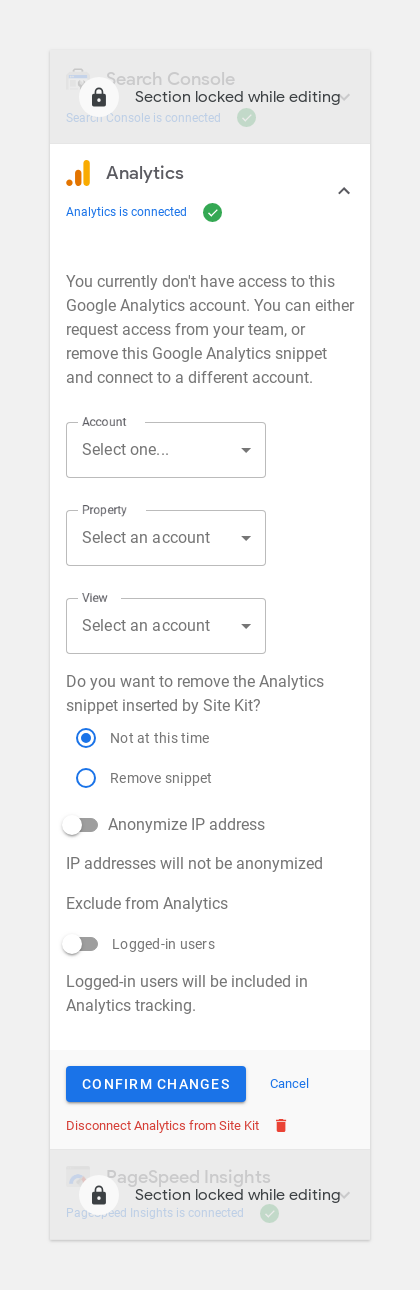 Search Console
Section locked while editing
Search Console is connected
Analytics
Analytics is connected
You currently don't have access to this
Google Analytics account. You can either
request access from your team, or
remove this Google Analytics snippet
and connect to a different account.
Account
Select one...
Property
Select an account
View
Select an account
Do you want to remove the Analytics
snippet inserted by Site Kit?
Not at this time
Remove snippet
Anonymize IP address
IP addresses will not be anonymized
Exclude from Analytics
Logged-in users
Logged-in users will be included in
Analytics tracking.
CONFIRM CHANGES
Cancel
Disconnect Analytics from Site Kit
PageSpeed Insights
Section locked while editing
PageSpeed Insights is connected